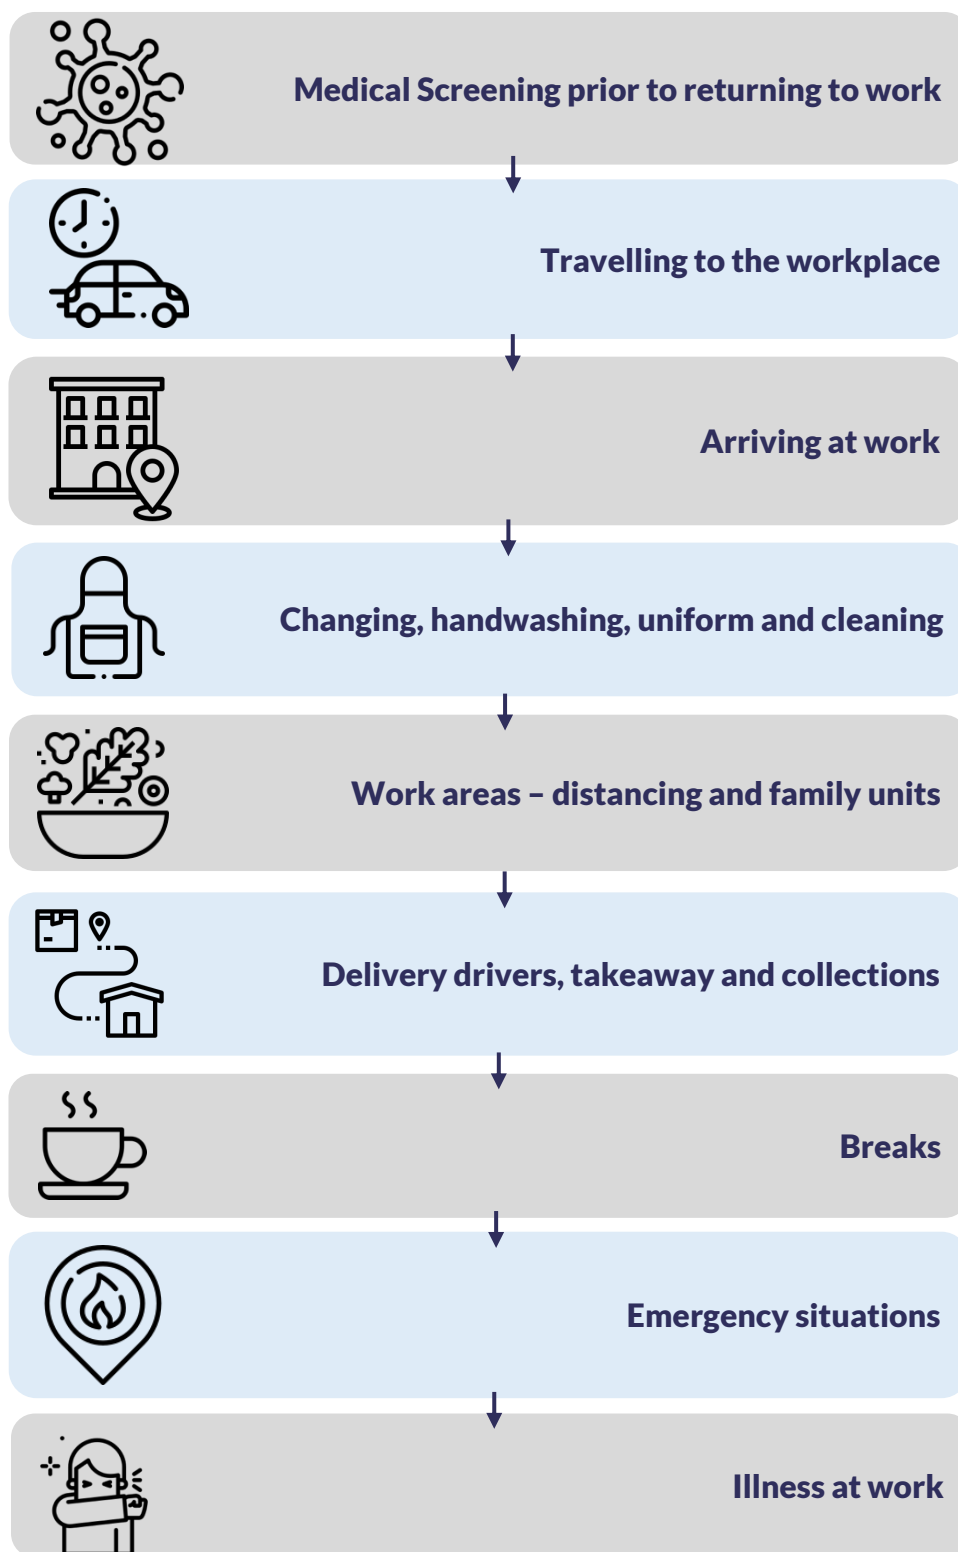 Medical Screening prior to returning to work
Travelling to the workplace
Arriving at work
Changing, handwashing, uniform and cleaning
Work areas – distancing and family units
Delivery drivers, takeaway and collections
Breaks
Emergency situations
Illness at work